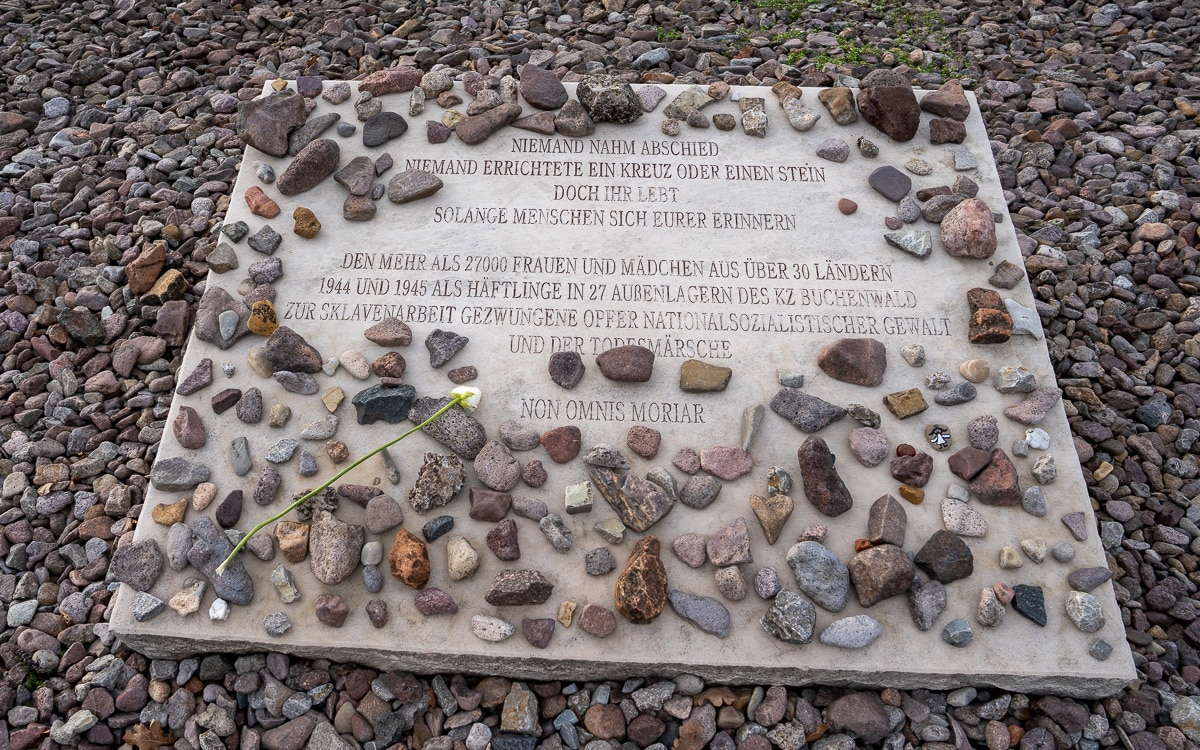 NIEMAND NAHM ABSCHIED
NIEMAND ERRICHTETE EIN KREUZ ODER EINEN STEIN
DOCH IHR LEBT
SOLANGE MENSCHEN SICH EURER ERINNERN
DEN MEHR ALS 27000 FRAUEN UND MÄDCHEN AUS ÜBER 30 LÄNDERN
1944 UND 1945 ALS HÄFTLINGE IN 27 AUßENLAGERN DES KZ BUCHENWALD
ZUR SKLAVENARBEIT GEZWUNGENE OPFER NATIONALSOZIALISTISCHER GEWALT
UND DER TODESMÄRSCHE
NON OMNIS MORIAR